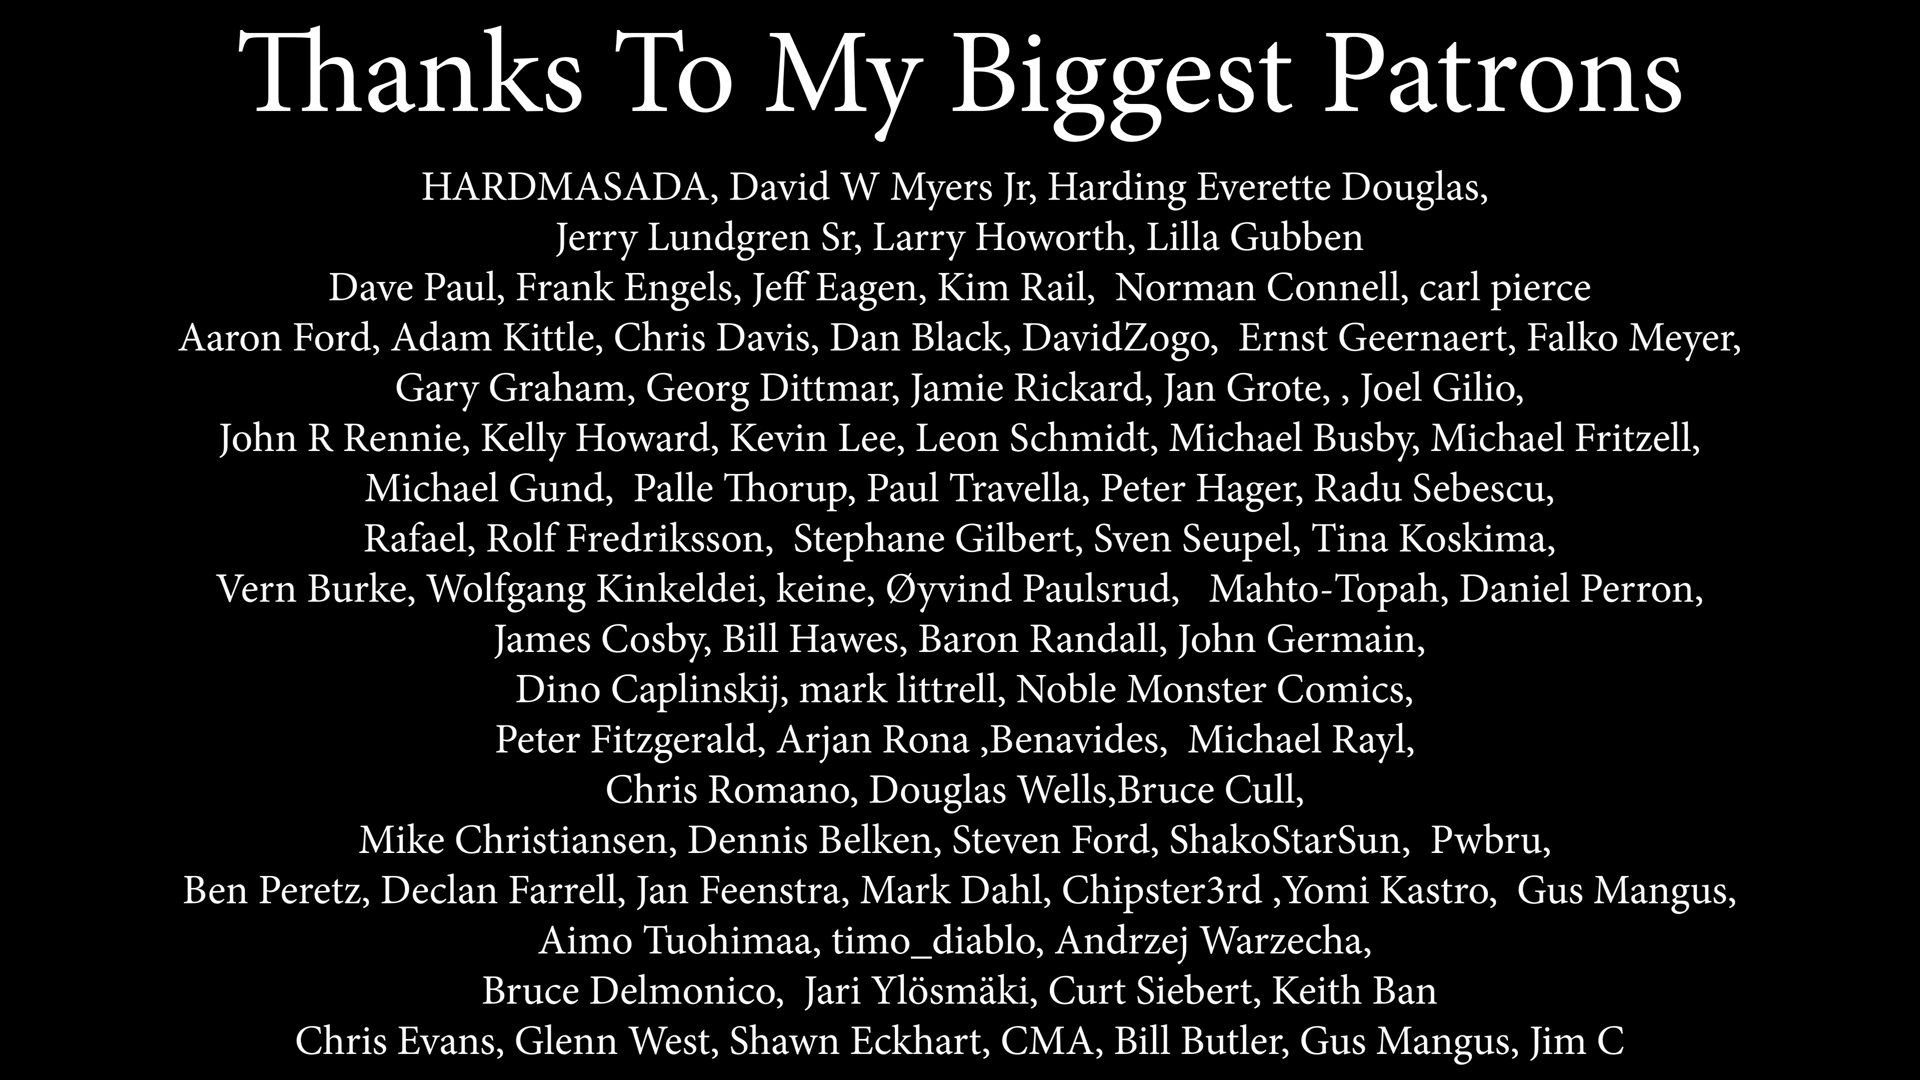 Thanks To My Biggest Patrons
HARDMASADA, David W Myers Jr, Harding Everette Douglas,
Jerry Lundgren Sr, Larry Howorth, Lilla Gubben
Dave Paul, Frank Engels, Jeff Eagen, Kim Rail,  Norman Connell, carl pierce
Aaron Ford, Adam Kittle, Chris Davis, Dan Black, DavidZogo,  Ernst Geernaert, Falko Meyer,
Gary Graham, Georg Dittmar, Jamie Rickard, Jan Grote, , Joel Gilio,
John R Rennie, Kelly Howard, Kevin Lee, Leon Schmidt, Michael Busby, Michael Fritzell,
Michael Gund,  Palle Thorup, Paul Travella, Peter Hager, Radu Sebescu,
Rafael, Rolf Fredriksson,  Stephane Gilbert, Sven Seupel, Tina Koskima,
Vern Burke, Wolfgang Kinkeldei, keine, Øyvind Paulsrud,   Mahto-Topah, Daniel Perron,
James Cosby, Bill Hawes, Baron Randall, John Germain,
Dino Caplinskij, mark littrell, Noble Monster Comics,
Peter Fitzgerald, Arjan Rona ,Benavides,  Michael Rayl,
Chris Romano, Douglas Wells,Bruce Cull,
Mike Christiansen, Dennis Belken, Steven Ford, ShakoStarSun,  Pwbru,
Ben Peretz, Declan Farrell, Jan Feenstra, Mark Dahl, Chipster3rd ,Yomi Kastro,  Gus Mangus,
Aimo Tuohimaa, timo_diablo, Andrzej Warzecha,
Bruce Delmonico,  Jari Ylösmäki, Curt Siebert, Keith Ban
Chris Evans, Glenn West, Shawn Eckhart, CMA, Bill Butler, Gus Mangus, Jim C